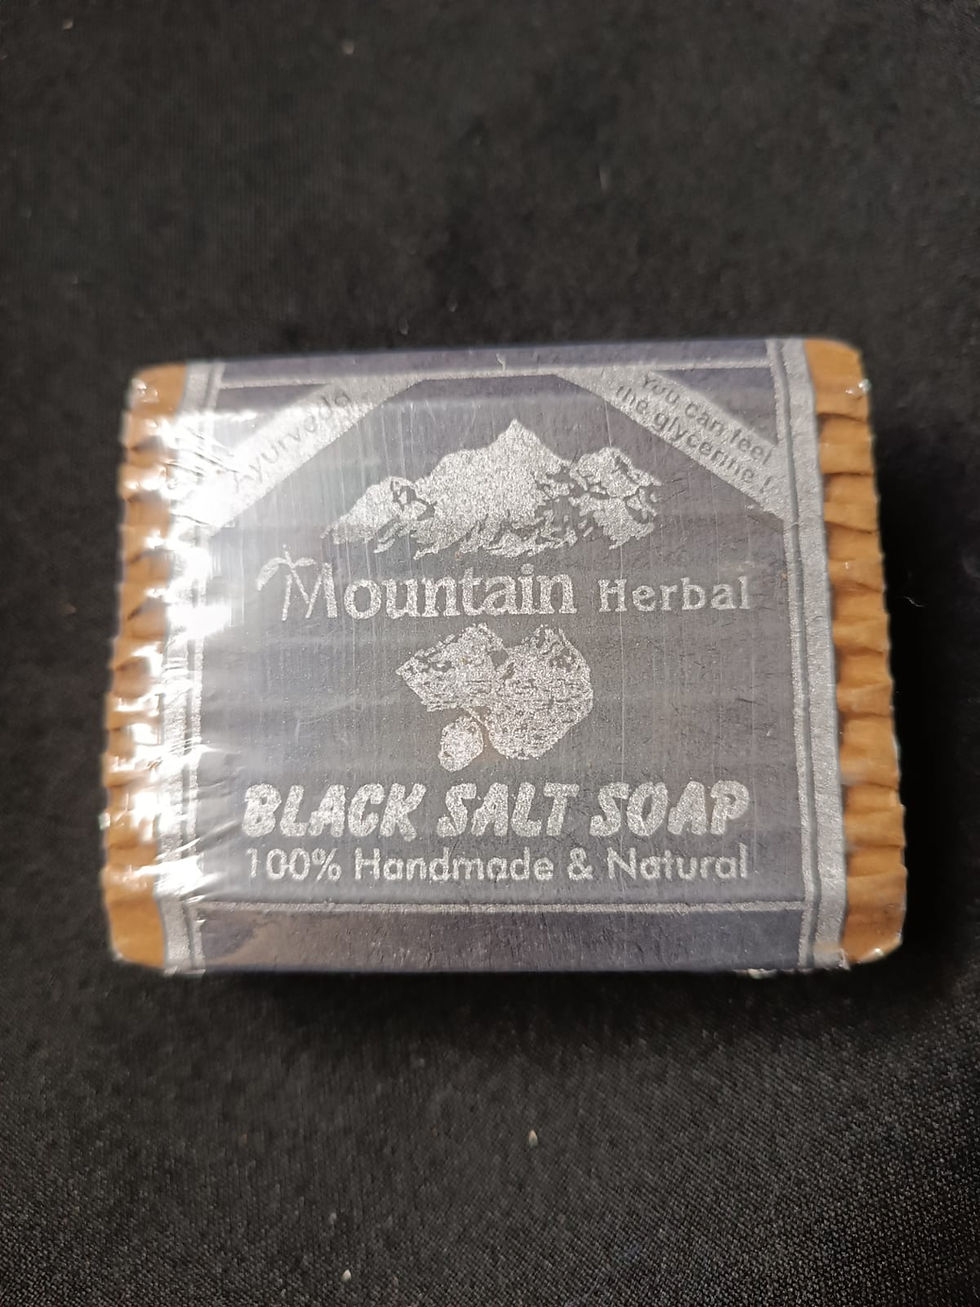 Ayurveda
You can feel
the glycerine !
Mountain Herbal
BLACK SALT SOAP
100% Handmade & Natural